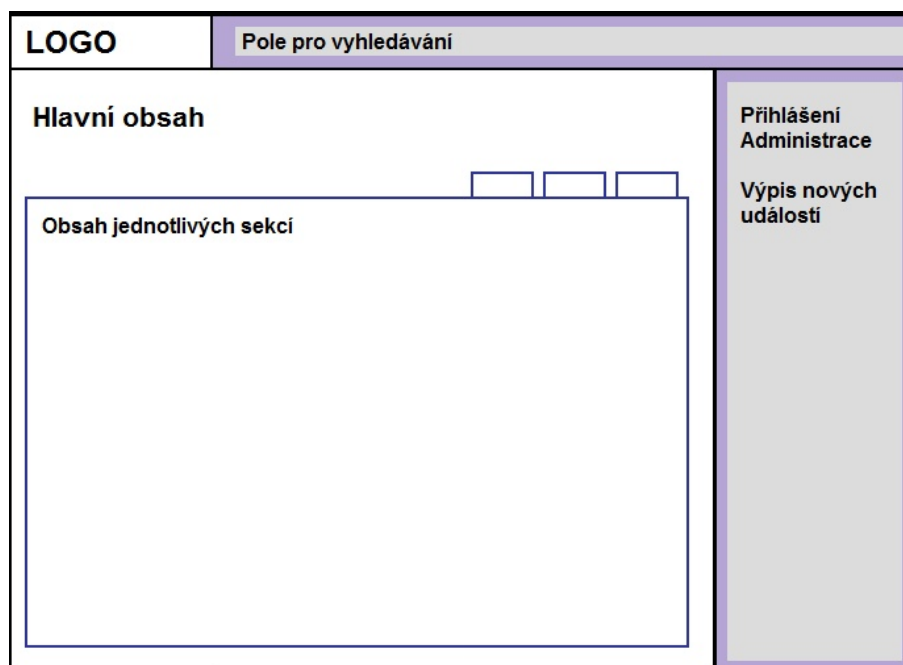 LOGO
Pole pro vyhledávání
Hlavní obsah
Obsah jednotlivých sekcí
Přihlášení
Administrace
Výpis nových
událostí